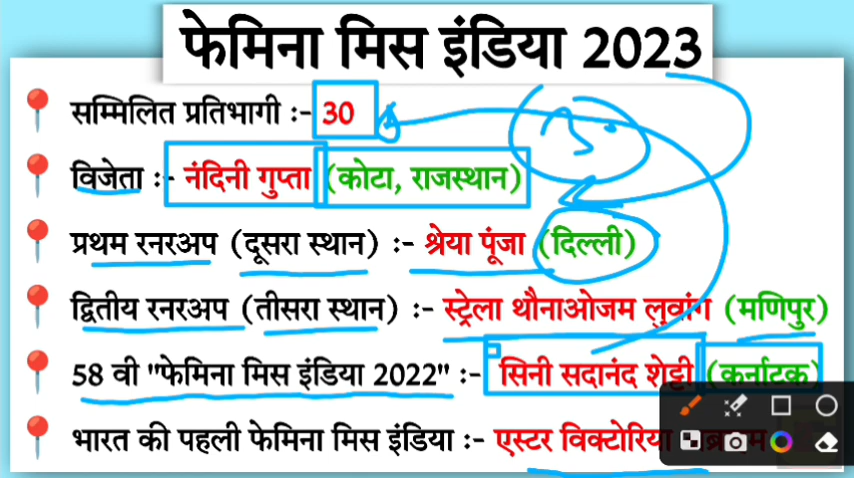 फेमिना मिस इंडिया 2023
सम्मिलित प्रतिभागी :- 30
विजेता :- नंदिनी गुप्ता (कोटा, राजस्थान)
प्रथम रनरअप (दूसरा स्थान) :- श्रेया पूंजा (दिल्ली)
द्वितीय रनरअप (तीसरा स्थान) :- स्ट्रेला थौनाओजम लुवांग (मणिपुर)
58 वी "फेमिना मिस इंडिया 2022" :- सिनी सदानंद शेट्टी (कर्नाटक)
भारत की पहली फेमिना मिस इंडिया :- एस्टर विक्टोरिया